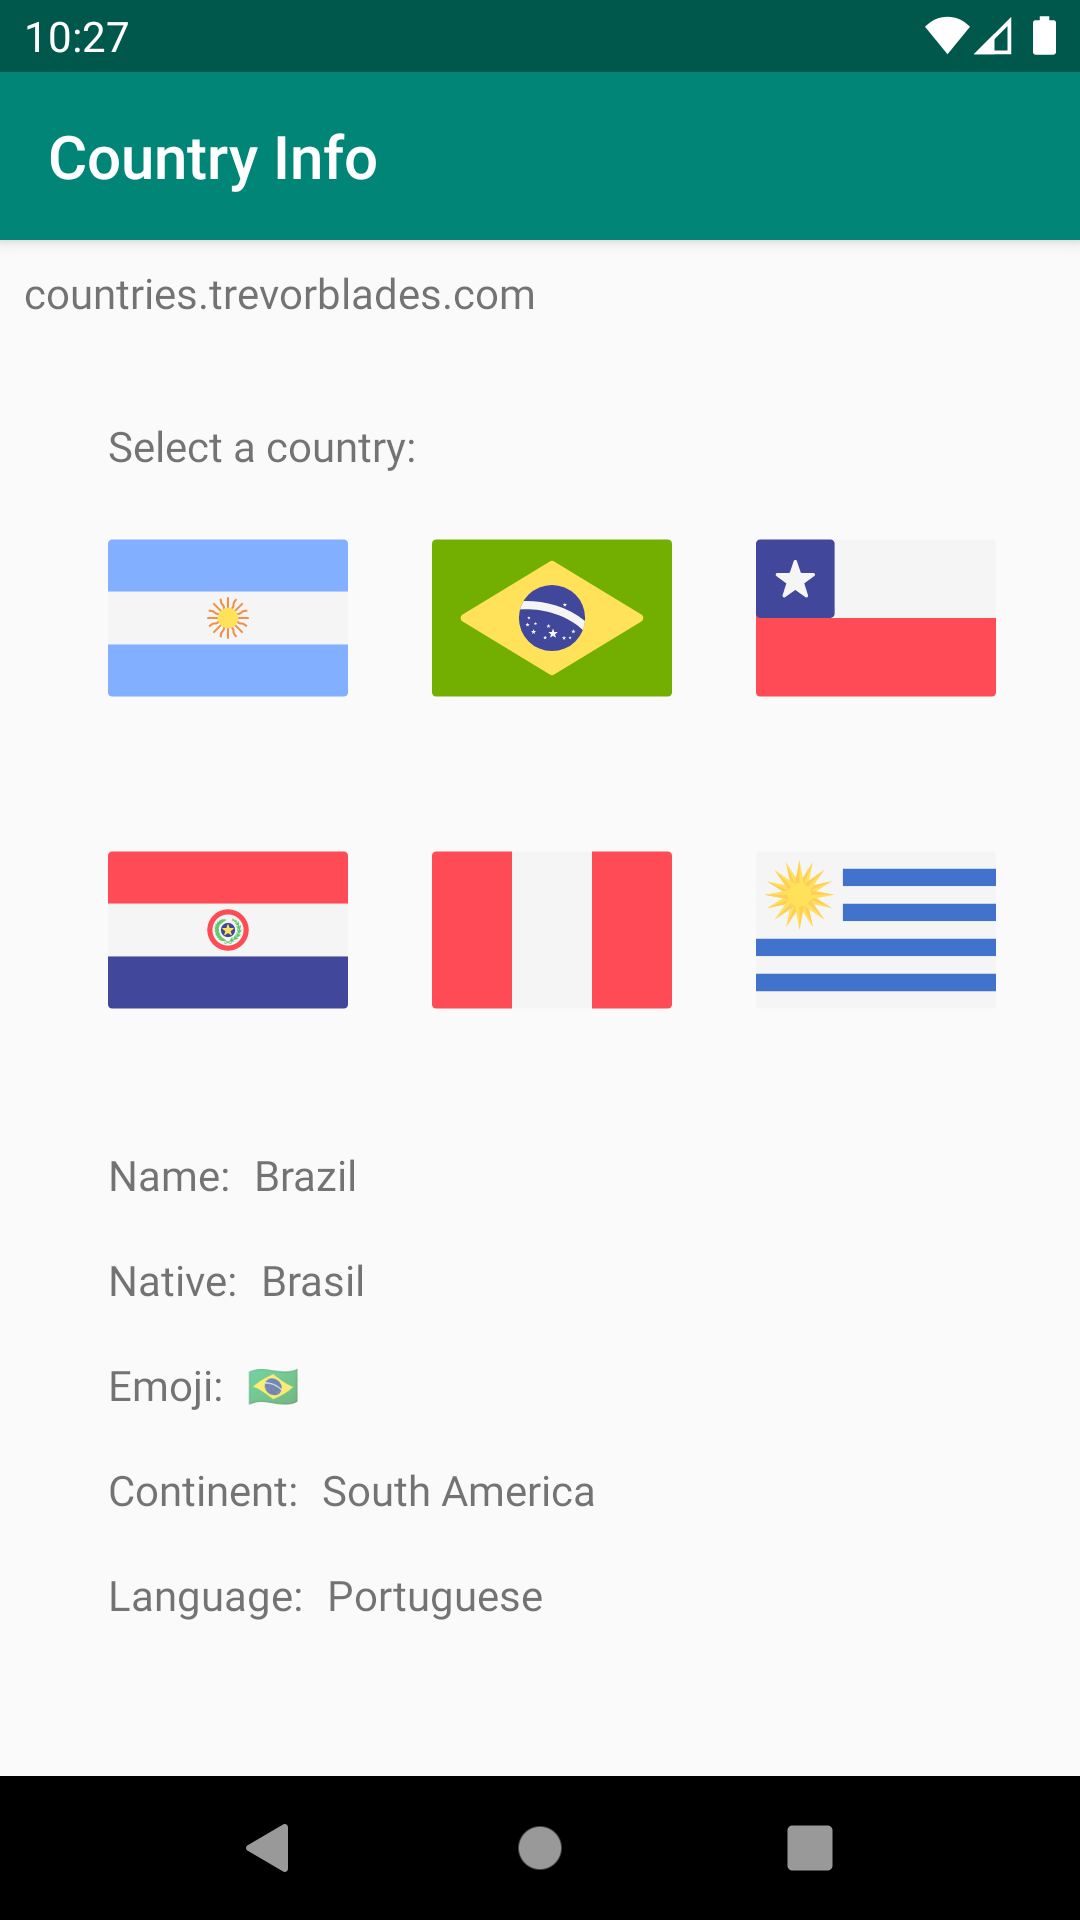 10:27
Country Info
countries.trevorblades.com
Select a country:
Name: Brazil
Native: Brasil
Emoji: 🇧🇷
Continent: South America
Language: Portuguese